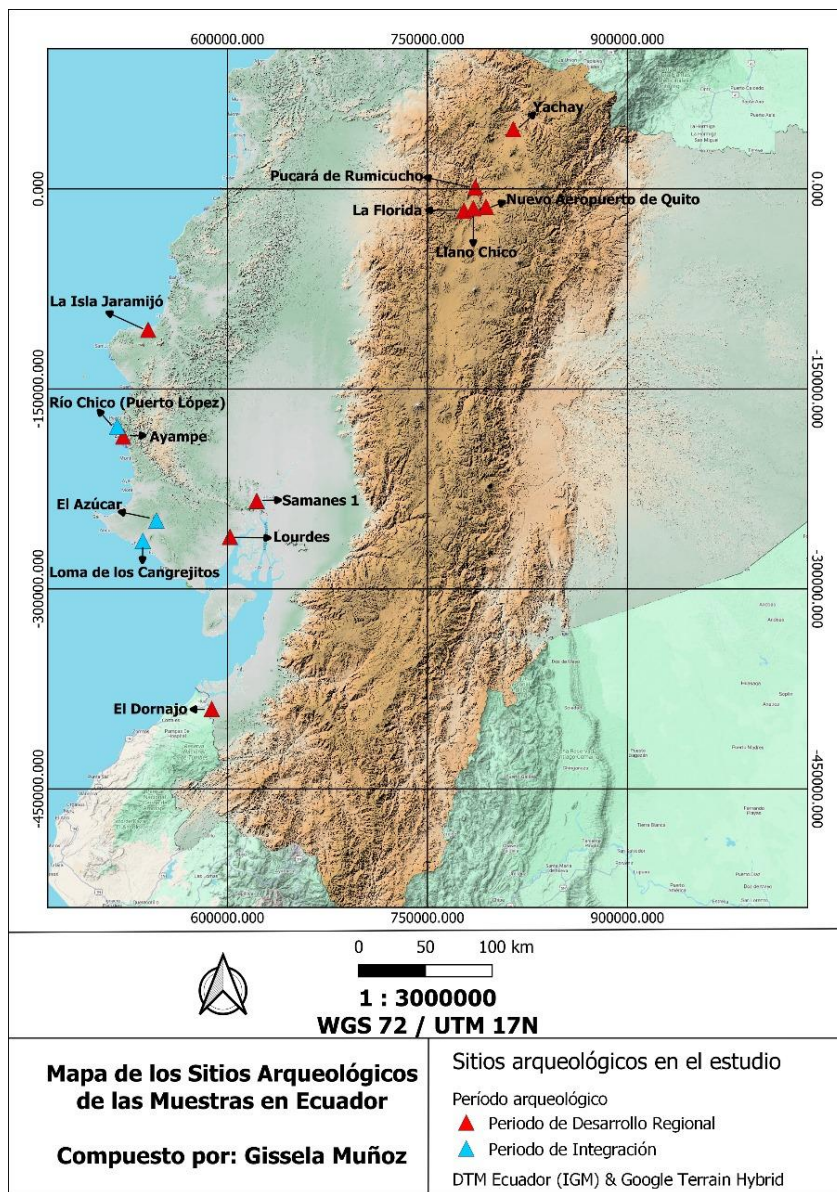 600000.000 750000.000 900000.000
Yachay
Pucará de Rumicucho
0.000 0.000
La Florida
Nuevo Aeropuerto de Quito
Llano Chico
La Isla Jaramijó
-150000.000 -150000.000
Río Chico (Puerto López)
Ayampe
El Azúcar
Samanes 1
Lourdes
Loma de los Cangrejitos
-300000.000 -300000.000
El Dornajo
-450000.000 -450000.000
600000.000 750000.000 900000.000
0 50 100 km
1 : 3000000
WGS 72 / UTM 17N
Mapa de los Sitios Arqueológicos
de las Muestras en Ecuador
Compuesto por: Gissela Muñoz
Sitios arqueológicos en el estudio
Período arqueológico
Periodo de Desarrollo Regional
Periodo de Integración
DTM Ecuador (IGM) & Google Terrain Hybrid